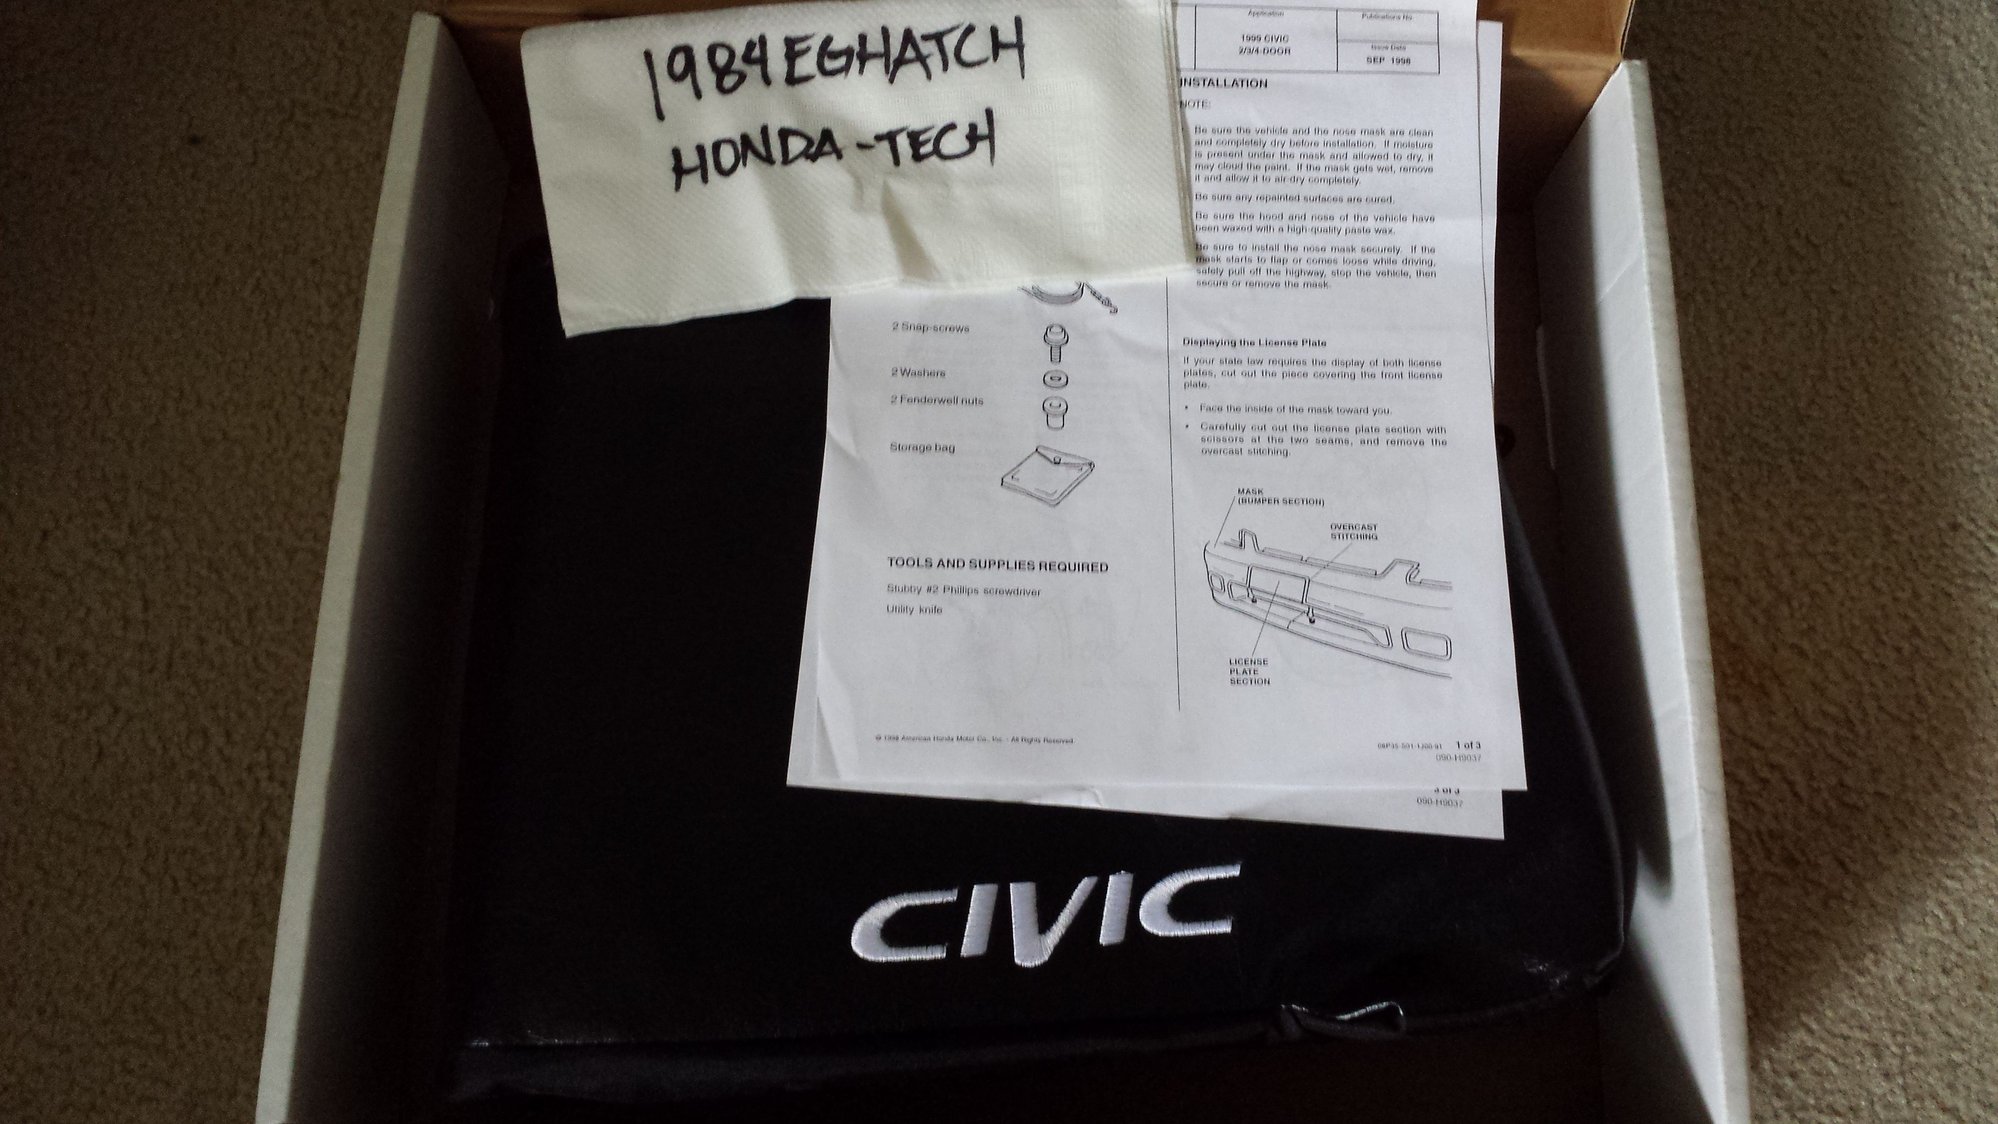 1984EGHATCH
HONDA-TECH
Application
1999 CIVIC
2/3/4-DOOR
Publications No.
Issue Date
SEP 1998
INSTALLATION
NOTE:
Be sure the vehicle and the nose mask are clean
and completely dry before installation. If moisture
is present under the mask and allowed to dry, it
may cloud the paint. If the mask gets wet, remove
it and allow it to air-dry completely.
Be sure any repainted surfaces are cured.
Be sure the hood and nose of the vehicle have
been waxed with a high-quality paste wax.
Be sure to install the nose mask securely. If the
mask starts to flap or comes loose while driving,
safely pull off the highway, stop the vehicle, then
secure or remove the mask.
2 Snap-screws
2 Washers
2 Fenderwell nuts
Storage bag
TOOLS AND SUPPLIES REQUIRED
Stubby #2 Phillips screwdriver
Utility knife
© 1998 American Honda Motor Co., Inc. - All Rights Reserved.
Displaying the License Plate
If your state law requires the display of both license
plates, cut out the piece covering the front license
plate.
• Face the inside of the mask toward you.
• Carefully cut out the license plate section with
scissors at the two seams, and remove the
overcast stitching.
MASK
(BUMPER SECTION)
OVERCAST
STITCHING
LICENSE
PLATE
SECTION
1 of 3
090-H9037
3 of 3
090-H9037
CIVIC